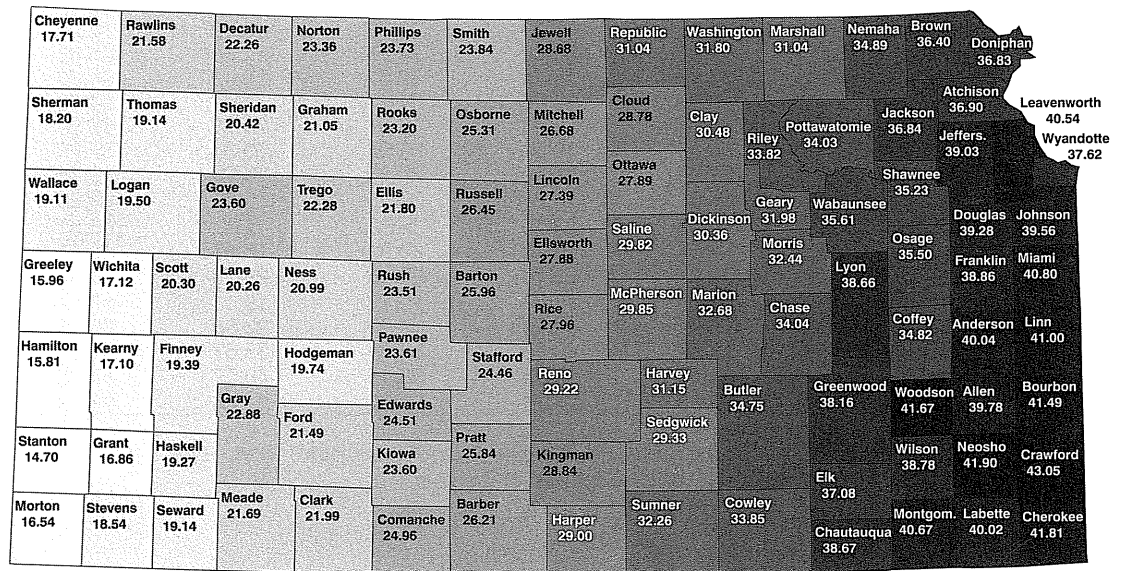 Cheyenne
17.71
Rawlins
21.58
Decatur
22.26
Norton
23.36
Phillips
23.73
Smith
23.84
Jewell
28.68
Republic
31.04
Washington
31.80
Marshall
31.04
Nemaha
34.89
Brown
36.40
Doniphan
36.83
Sherman
18.20
Thomas
19.14
Sheridan
20.42
Graham
21.05
Rooks
23.20
Osborne
25.31
Mitchell
26.68
Cloud
28.78
Clay
30.48
Riley
33.82
Pottawatomie
34.03
Jackson
36.84
Atchison
36.90
Jeffers.
39.03
Leavenworth
40.54
Wyandotte
37.62
Wallace
19.11
Logan
19.50
Gove
23.60
Trego
22.28
Ellis
21.80
Russell
26.45
Lincoln
27.39
Ottawa
27.89
Saline
29.82
Dickinson
30.36
Geary
31.98
Morris
32.44
Wabaunsee
35.61
Shawnee
35.23
Osage
35.50
Douglas
39.28
Johnson
39.56
Greeley
15.96
Wichita
17.12
Scott
20.30
Lane
20.26
Ness
20.99
Rush
23.51
Barton
25.96
Ellsworth
27.88
Rice
27.96
McPherson
29.85
Marion
32.68
Chase
34.04
Lyon
38.66
Coffey
34.82
Franklin
38.86
Miami
40.80
Hamilton
15.81
Kearny
17.10
Finney
19.39
Hodgeman
19.74
Pawnee
23.61
Stafford
24.46
Reno
29.22
Harvey
31.15
Butler
34.75
Greenwood
38.16
Woodson
41.67
Anderson
40.04
Linn
41.00
Allen
39.78
Bourbon
41.49
Gray
22.88
Ford
21.49
Edwards
24.51
Pratt
25.84
Kingman
28.84
Sedgwick
29.33
Stanton
14.70
Grant
16.86
Haskell
19.27
Kiowa
23.60
Elk
37.08
Wilson
38.78
Neosho
41.90
Crawford
43.05
Morton
16.54
Stevens
18.54
Seward
19.14
Meade
21.69
Clark
21.99
Comanche
24.96
Barber
26.21
Harper
29.00
Sumner
32.26
Cowley
33.85
Chautauqua
38.67
Montgom.
40.67
Labette
40.02
Cherokee
41.81